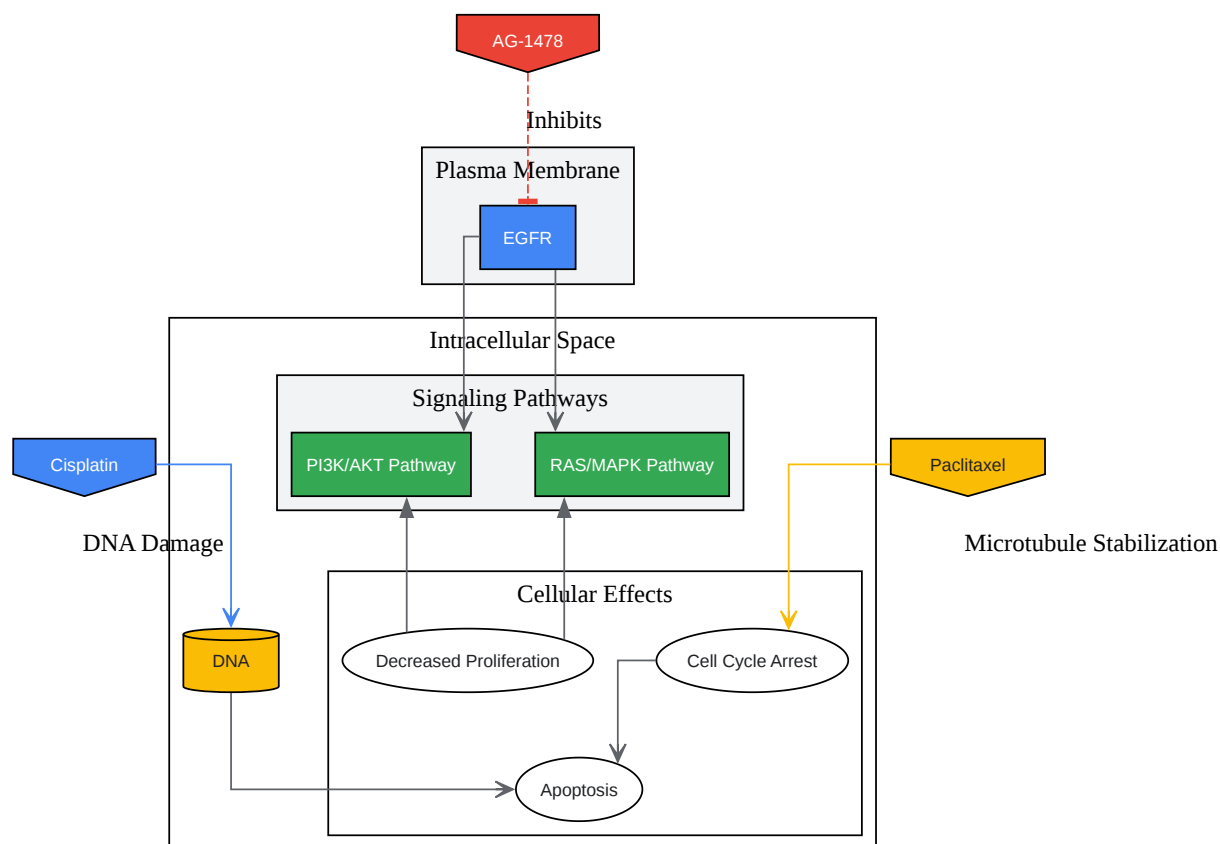 AG-1478
Inhibits
Plasma Membrane
EGFR
Intracellular Space
Signaling Pathways
Cisplatin
PI3K/AKT Pathway
RAS/MAPK Pathway
Paclitaxel
DNA Damage
Microtubule Stabilization
Cellular Effects
DNA
Decreased Proliferation
Cell Cycle Arrest
Apoptosis